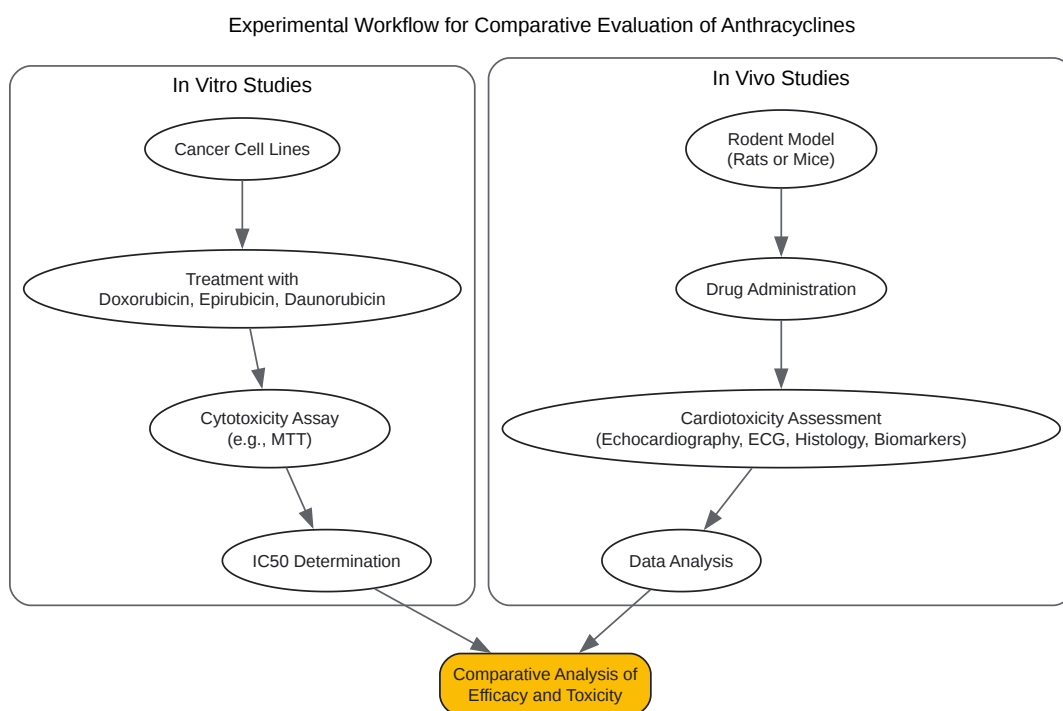 Experimental Workflow for Comparative Evaluation of Anthracyclines
In Vitro Studies
Cancer Cell Lines
Treatment with
Doxorubicin, Epirubicin, Daunorubicin
Cytotoxicity Assay
(e.g., MTT)
IC50 Determination
In Vivo Studies
Rodent Model
(Rats or Mice)
Drug Administration
Cardiotoxicity Assessment
(Echocardiography, ECG, Histology, Biomarkers)
Data Analysis
Comparative Analysis of
Efficacy and Toxicity